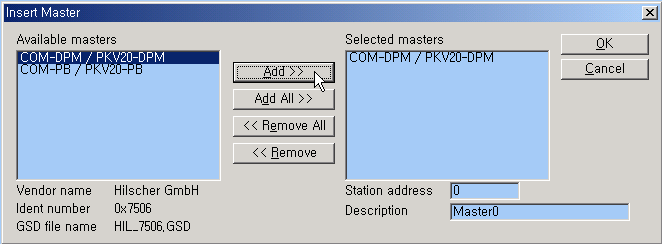 Insert Master
Available masters
COM-DPM / PKV20-DPM
COM-PB / PKV20-PB
Add >>
Add All >>
<< Remove All
<< Remove
Selected masters
COM-DPM / PKV20-DPM
OK
Cancel
Vendor name Hilscher GmbH
Ident number 0x7506
GSD file name HIL_7506,GSD
Station address 0
Description Master0